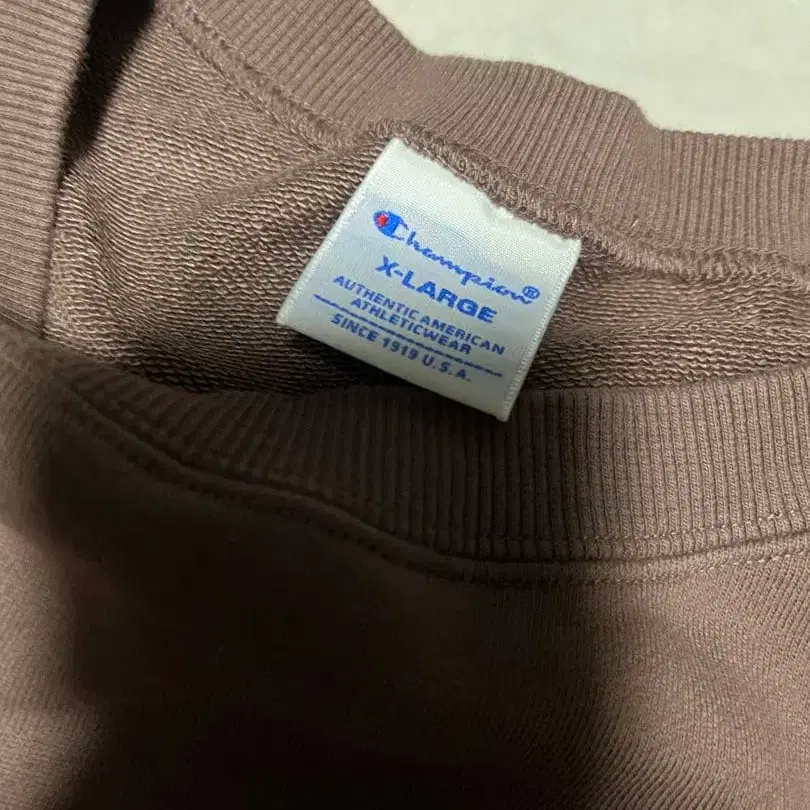 Champion®
X-LARGE
AUTHENTIC AMERICAN
ATHLETICWEAR
SINCE 1919 U.S.A.